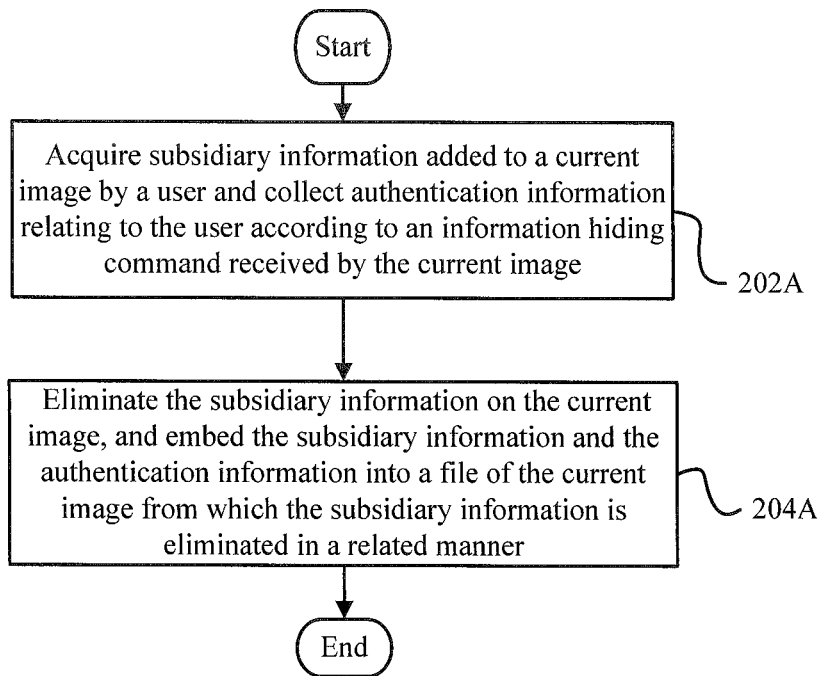 Start
Acquire subsidiary information added to a current
image by a user and collect authentication information
relating to the user according to an information hiding
command received by the current image
202A
Eliminate the subsidiary information on the current
image, and embed the subsidiary information and the
authentication information into a file of the current
image from which the subsidiary information is
eliminated in a related manner
204A
End